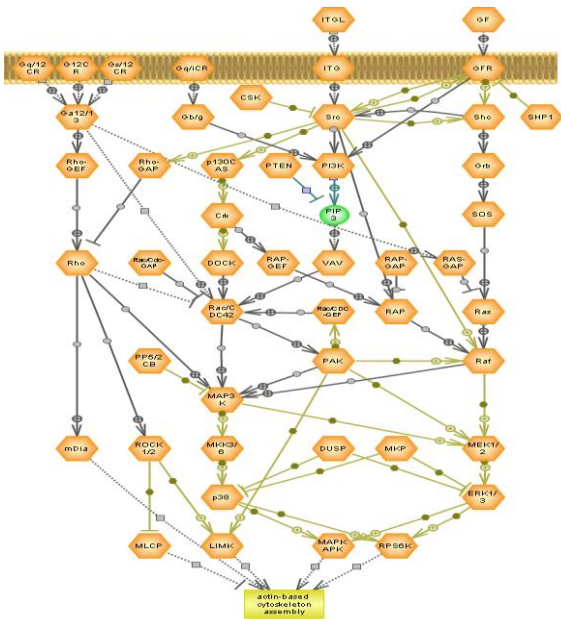 ITGL
GF
Gq/12
CR
G12C
R
Gs/12
CR
Gq/iCR
ITG
GFR
CSK
Ga12/1
3
Gb/g
Src
Shc
SHP1
Rho-
GEF
Rho-
GAP
p130C
AS
PTEN
PI3K
Grb
Crk
PIP
3
SOS
Rho
Rac/Cdc-
GAP
DOCK
RAP-
GEF
VAV
RAP-
GAP
RAS-
GAP
Rac/C
DC42
Rac/CDC
-GEF
RAP
Ras
PP5/2
CB
PAK
Raf
MAP3
K
mDia
ROCK
1/2
MKK3/
6
DUSP
MKP
MEK1/
2
p38
ERK1/
3
MLCP
LIMK
MAPK
APK
RPS6K
actin-based
cytoskeleton
assembly